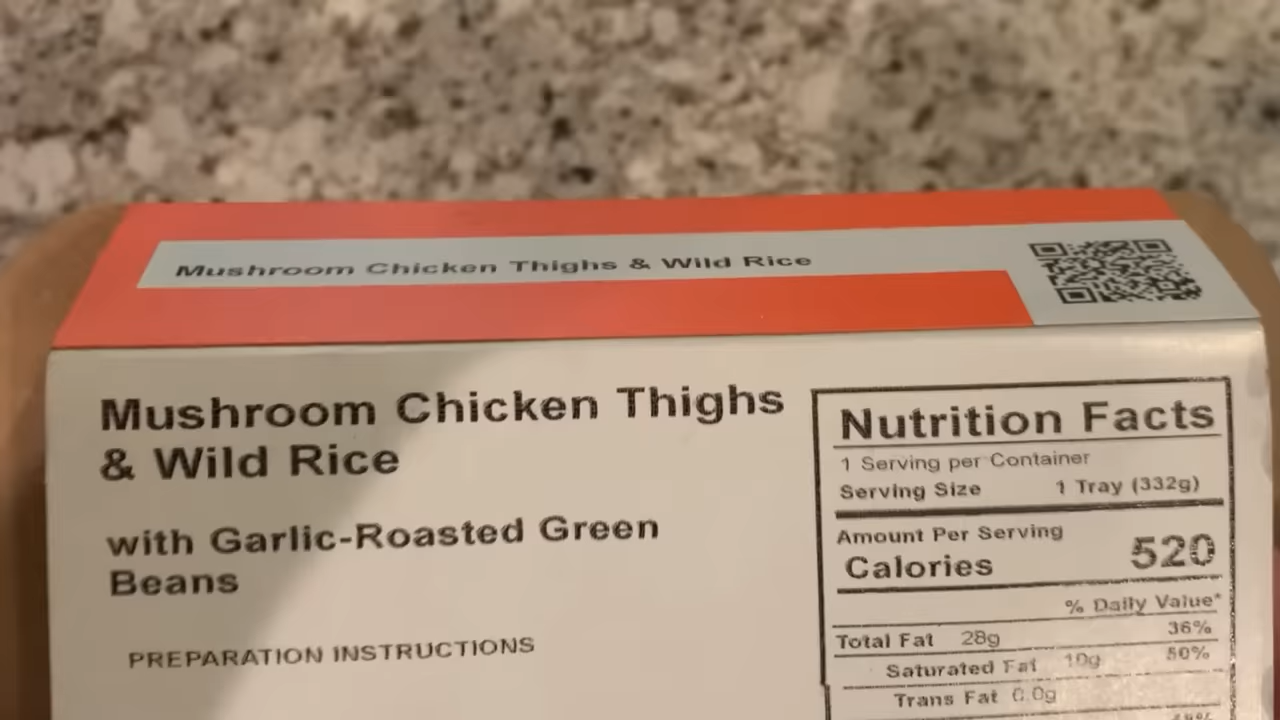 Mushroom Chicken Thighs & Wild Rice
Mushroom Chicken Thighs
& Wild Rice
with Garlic-Roasted Green
Beans
PREPARATION INSTRUCTIONS
Nutrition Facts
1 Serving per Container
Serving Size 1 Tray (332g)
Amount Per Serving
Calories 520
% Daily Value*
Total Fat 28g 36%
Saturated Fat 10g 50%
Trans Fat 0.0g